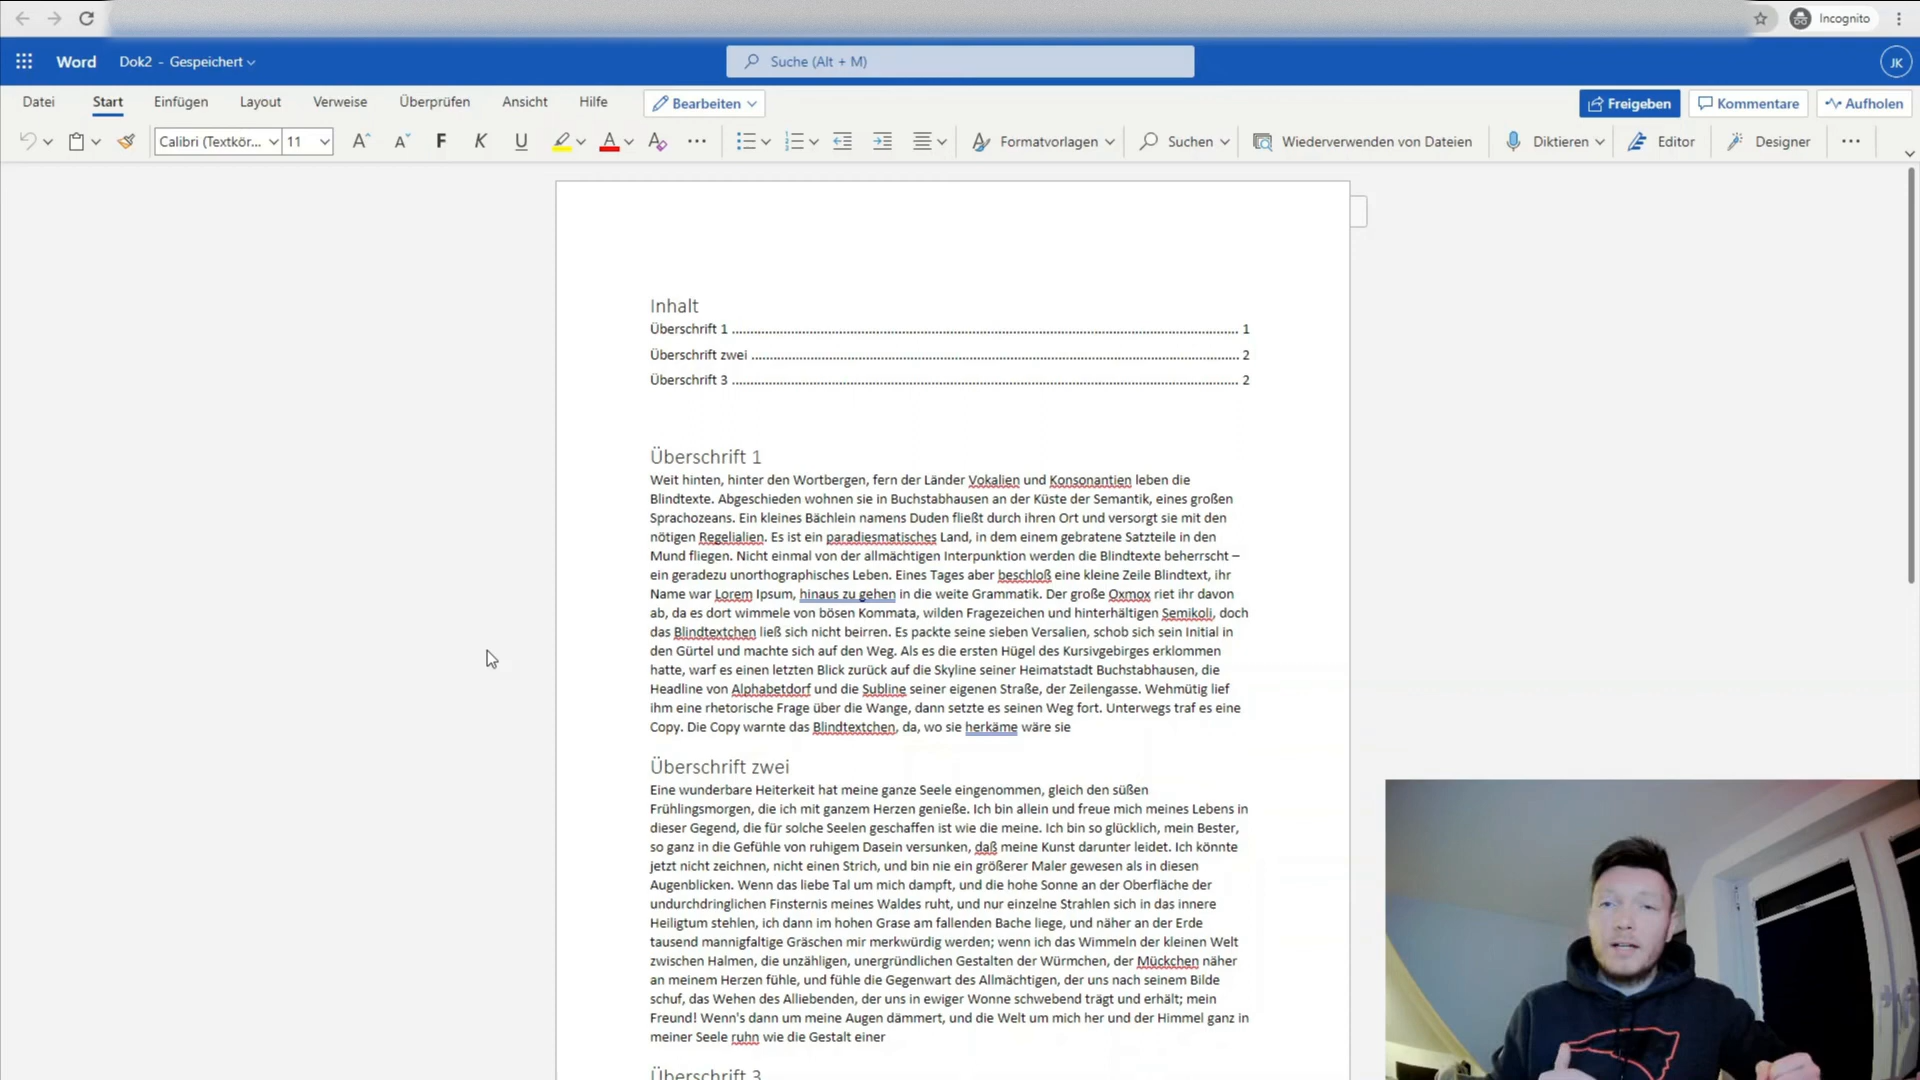 Incognito
Word Dok2 - Gespeichert Suche (Alt + M) JK
Datei Start Einfügen Layout Verweise Überprüfen Ansicht Hilfe Bearbeiten Freigeben Kommentare Aufholen
Calibri (Textkör... 11 A A F K U A A Formatvorlagen Suchen Wiederverwenden von Dateien Diktieren Editor Designer
Inhalt
Überschrift 1 ........................................................................ 1
Überschrift zwei ........................................................................ 2
Überschrift 3 ........................................................................ 2
Überschrift 1
Weit hinten, hinter den Wortbergen, fern der Länder Vokalien und Konsonantien leben die
Blindtexte. Abgeschieden wohnen sie in Buchstabhausen an der Küste der Semantik, eines großen
Sprachozeans. Ein kleines Bächlein namens Duden fließt durch ihren Ort und versorgt sie mit den
nötigen Regelialien. Es ist ein paradiesmatisches Land, in dem einem gebratene Satzteile in den
Mund fliegen. Nicht einmal von der allmächtigen Interpunktion werden die Blindtexte beherrscht –
ein geradezu unorthographisches Leben. Eines Tages aber beschloß eine kleine Zeile Blindtext, ihr
Name war Lorem Ipsum, hinaus zu gehen in die weite Grammatik. Der große Oxmox riet ihr davon
ab, da es dort wimmele von bösen Kommata, wilden Fragezeichen und hinterhältigen Semikoli, doch
das Blindtextchen ließ sich nicht beirren. Es packte seine sieben Versalien, schob sich sein Initial in
den Gürtel und machte sich auf den Weg. Als es die ersten Hügel des Kursivgebirges erklommen
hatte, warf es einen letzten Blick zurück auf die Skyline seiner Heimatstadt Buchstabhausen, die
Headline von Alphabetdorf und die Subline seiner eigenen Straße, der Zeilengasse. Wehmütig lief
ihm eine rhetorische Frage über die Wange, dann setzte es seinen Weg fort. Unterwegs traf es eine
Copy. Die Copy warnte das Blindtextchen, da, wo sie herkäme wäre sie
Überschrift zwei
Eine wunderbare Heiterkeit hat meine ganze Seele eingenommen, gleich den süßen
Frühlingsmorgen, die ich mit ganzem Herzen genieße. Ich bin allein und freue mich meines Lebens in
dieser Gegend, die für solche Seelen geschaffen ist wie die meine. Ich bin so glücklich, mein Bester,
so ganz in die Gefühle von ruhigem Dasein versunken, daß meine Kunst darunter leidet. Ich könnte
jetzt nicht zeichnen, nicht einen Strich, und bin nie ein größerer Maler gewesen als in diesen
Augenblicken. Wenn das liebe Tal um mich dampft, und die hohe Sonne an der Oberfläche der
undurchdringlichen Finsternis meines Waldes ruht, und nur einzelne Strahlen sich in das innere
Heiligtum stehlen, ich dann im hohen Grase am fallenden Bache liege, und näher an der Erde
tausend mannigfaltige Gräschen mir merkwürdig werden; wenn ich das Wimmeln der kleinen Welt
zwischen Halmen, die unzähligen, unergründlichen Gestalten der Würmchen, der Mückchen näher
an meinem Herzen fühle, und fühle die Gegenwart des Allmächtigen, der uns nach seinem Bilde
schuf, das Wehen des Alliebenden, der uns in ewiger Wonne schwebend trägt und erhält; mein
Freund! Wenn's dann um meine Augen dämmert, und die Welt um mich her und der Himmel ganz in
meiner Seele ruhn wie die Gestalt einer
Überschrift 3